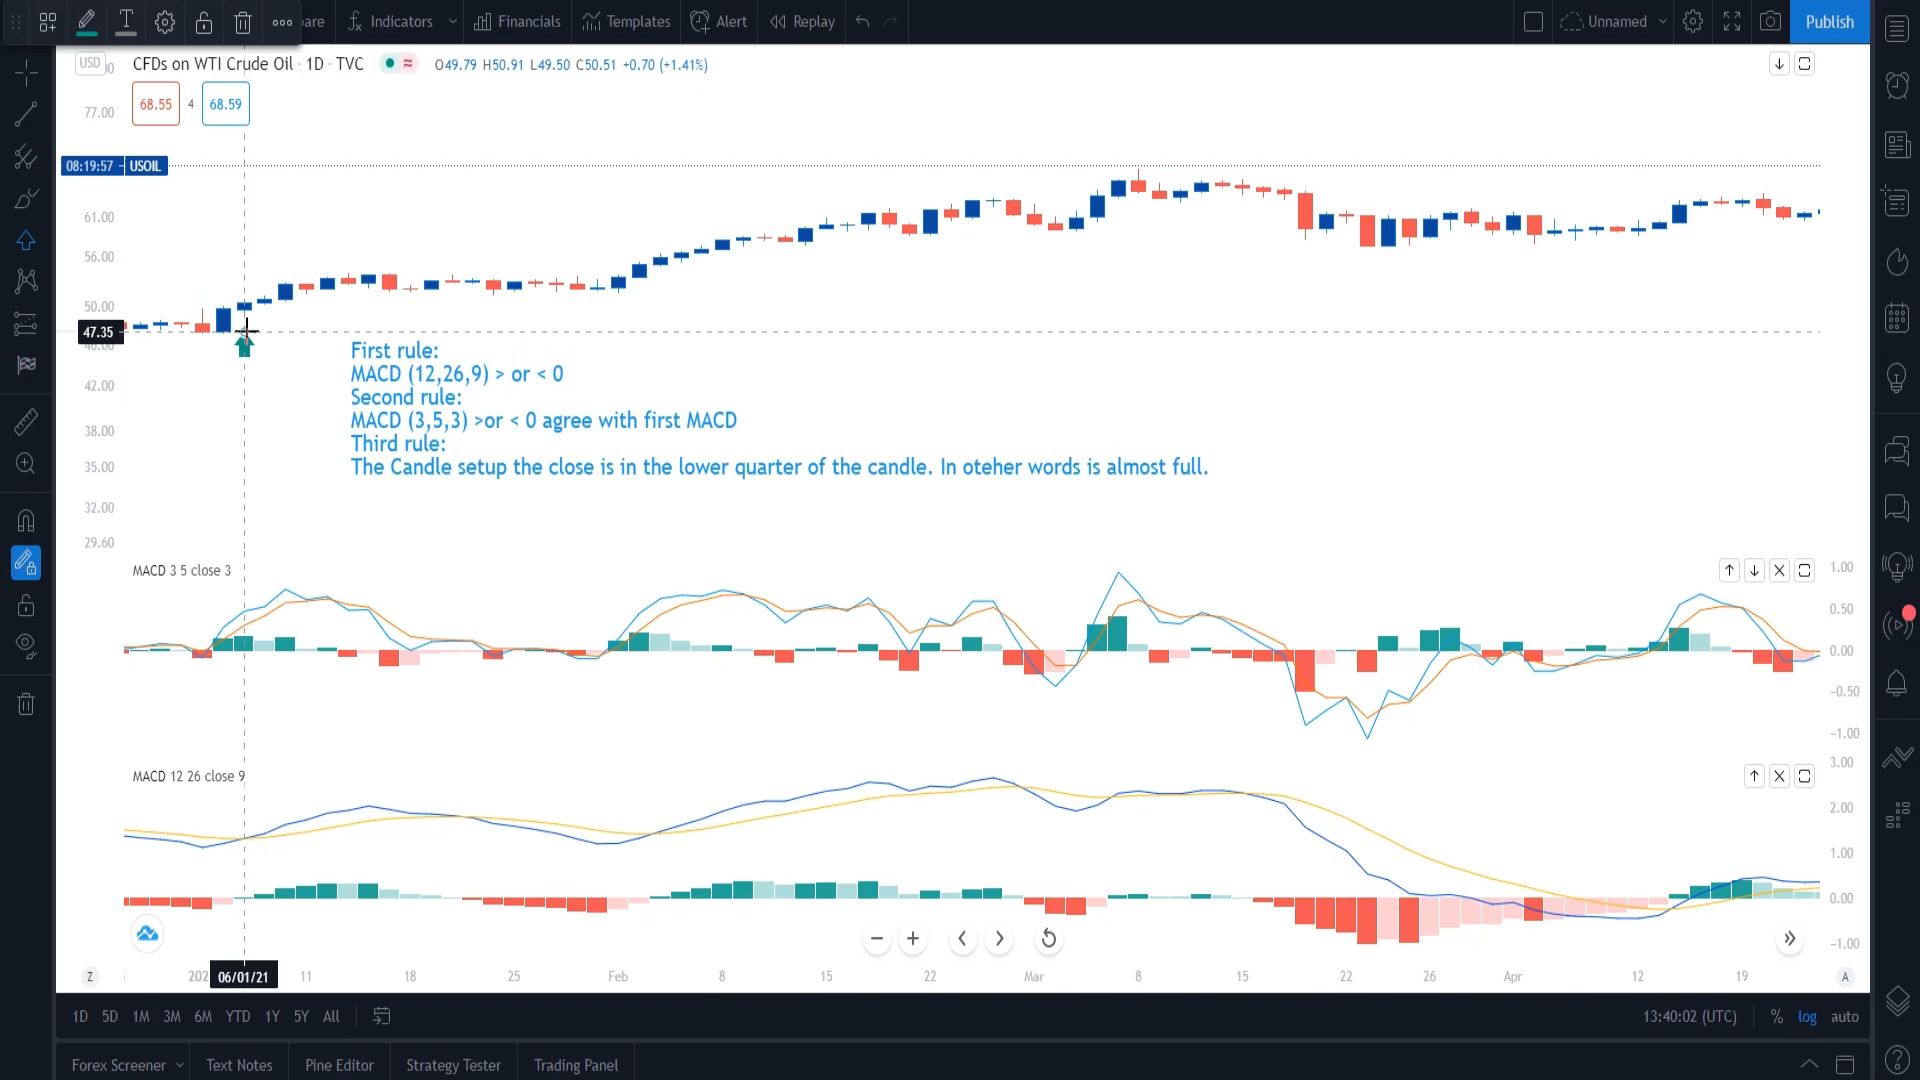 are
Indicators
Financials
Templates
Alert
Replay
Unnamed
Publish
USD
CFDs on WTI Crude Oil · 1D · TVC
O49.79 H50.91 L49.50 C50.51 +0.70 (+1.41%)
68.55 4 68.59
77.00
08:19:57 USOIL
61.00
56.00
50.00
47.35
First rule:
MACD (12,26,9) > or < 0
Second rule:
MACD (3,5,3) >or < 0 agree with first MACD
Third rule:
The Candle setup the close is in the lower quarter of the candle. In oteher words is almost full.
42.00
38.00
35.00
32.00
29.60
MACD 3 5 close 3
1.00
0.50
0.00
−0.50
−1.00
MACD 12 26 close 9
3.00
2.00
1.00
0.00
−1.00
Z 202 06/01/21 11 18 25 Feb 8 15 22 Mar 8 15 22 26 Apr 12 19 A
1D 5D 1M 3M 6M YTD 1Y 5Y All
13:40:02 (UTC) % log auto
Forex Screener Text Notes Pine Editor Strategy Tester Trading Panel